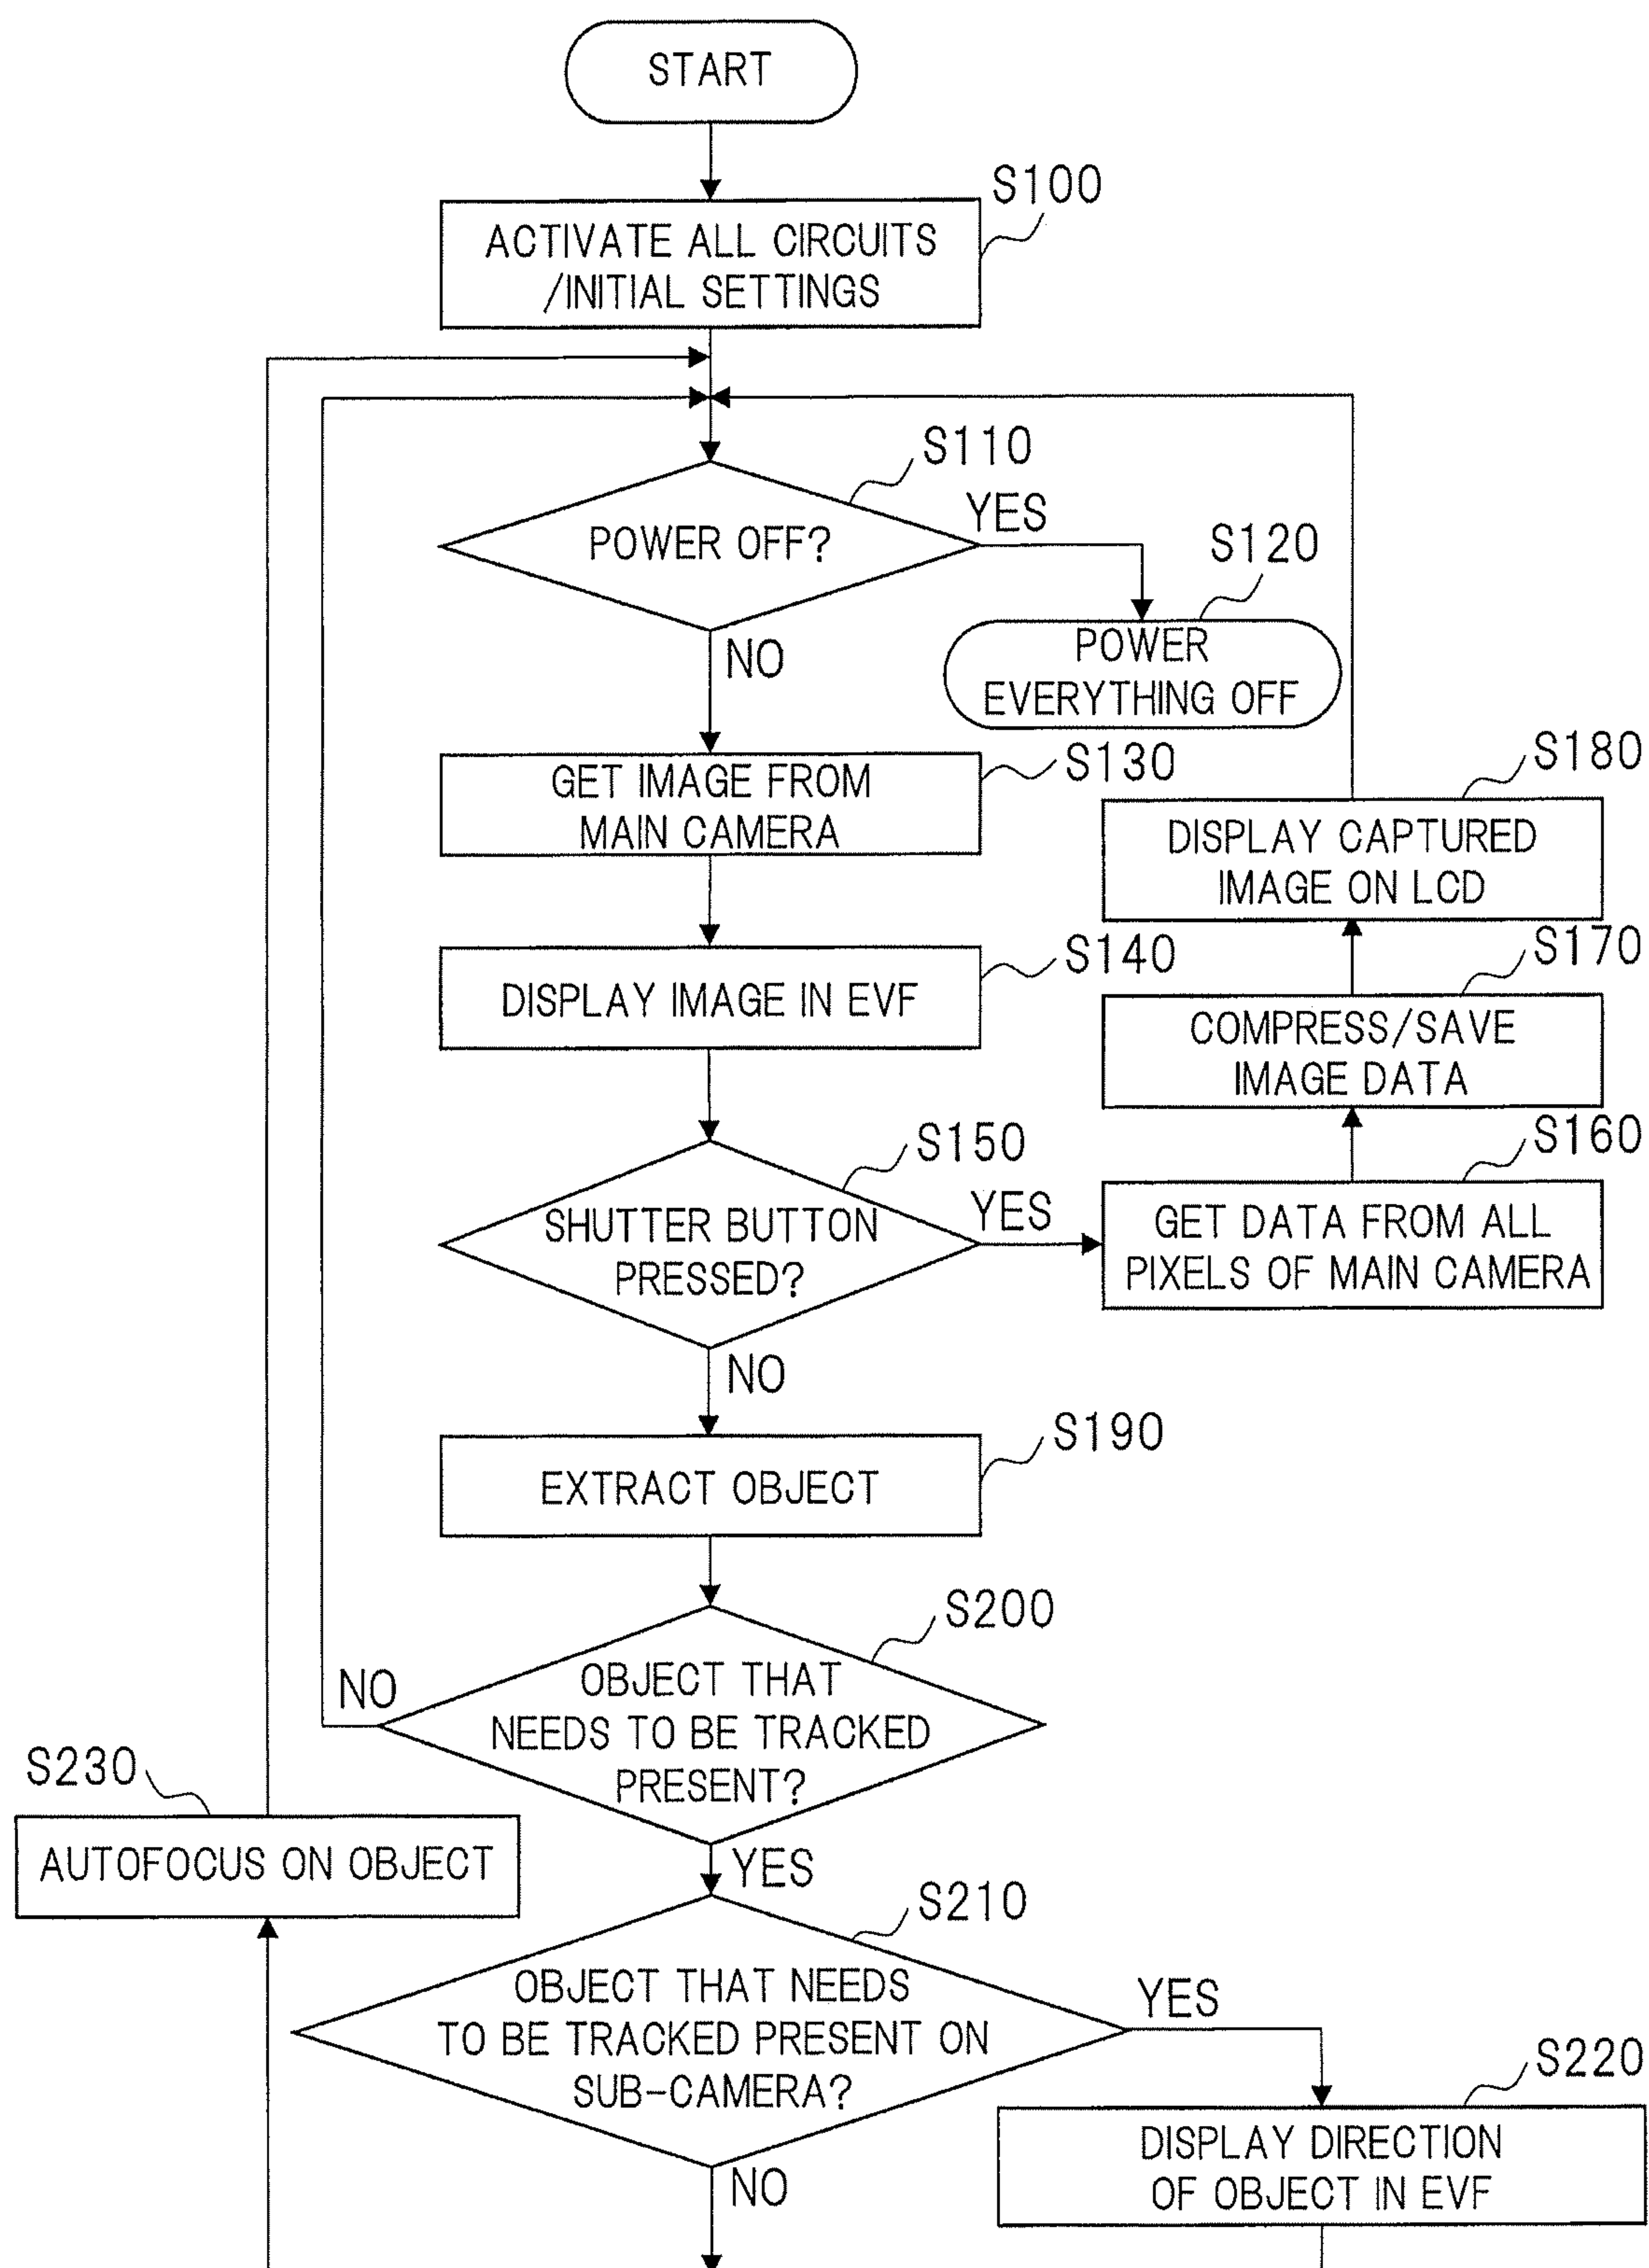 START
S100
ACTIVATE ALL CIRCUITS
/INITIAL SETTINGS
S110
POWER OFF?
YES
NO
S120
POWER
EVERYTHING OFF
S130
GET IMAGE FROM
MAIN CAMERA
S140
DISPLAY IMAGE IN EVF
S150
SHUTTER BUTTON
PRESSED?
YES
NO
S160
GET DATA FROM ALL
PIXELS OF MAIN CAMERA
S170
COMPRESS/SAVE
IMAGE DATA
S180
DISPLAY CAPTURED
IMAGE ON LCD
S190
EXTRACT OBJECT
S200
OBJECT THAT
NEEDS TO BE TRACKED
PRESENT?
NO
YES
S210
OBJECT THAT NEEDS
TO BE TRACKED PRESENT ON
SUB-CAMERA?
YES
NO
S220
DISPLAY DIRECTION
OF OBJECT IN EVF
S230
AUTOFOCUS ON OBJECT